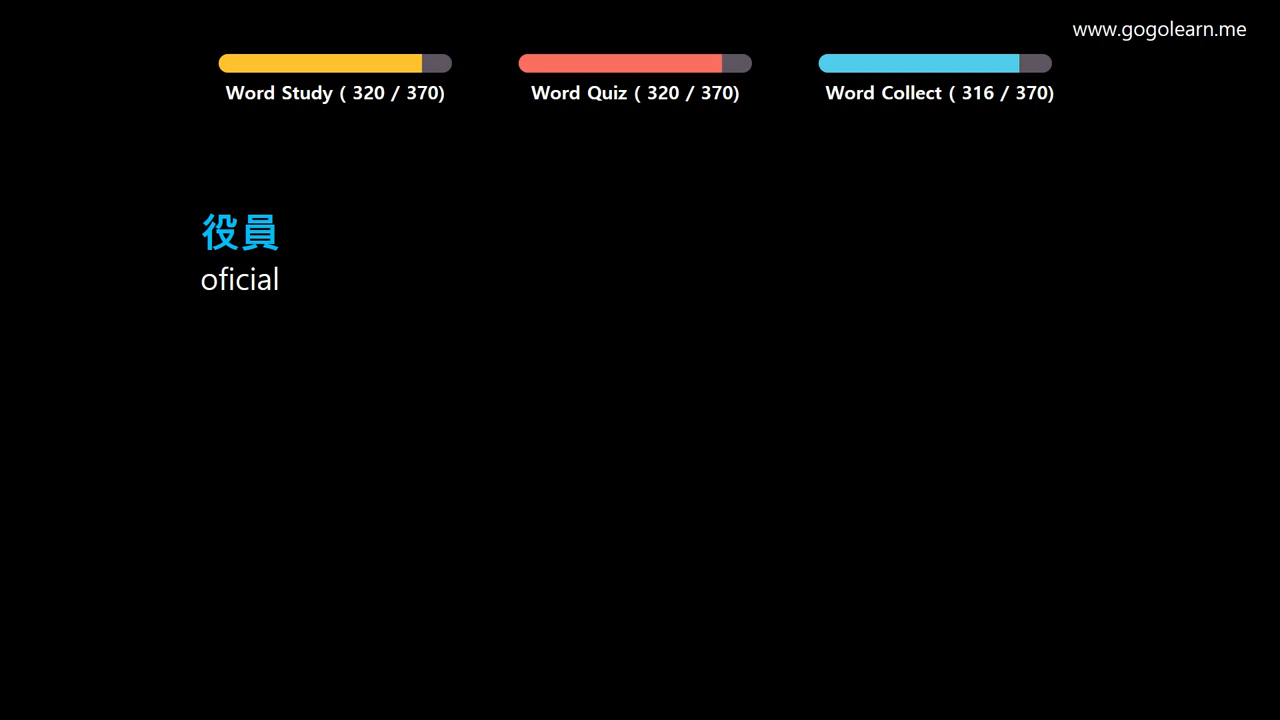 www.gogolearn.me
Word Study ( 320 / 370)
Word Quiz ( 320 / 370)
Word Collect ( 316 / 370)
役員
oficial